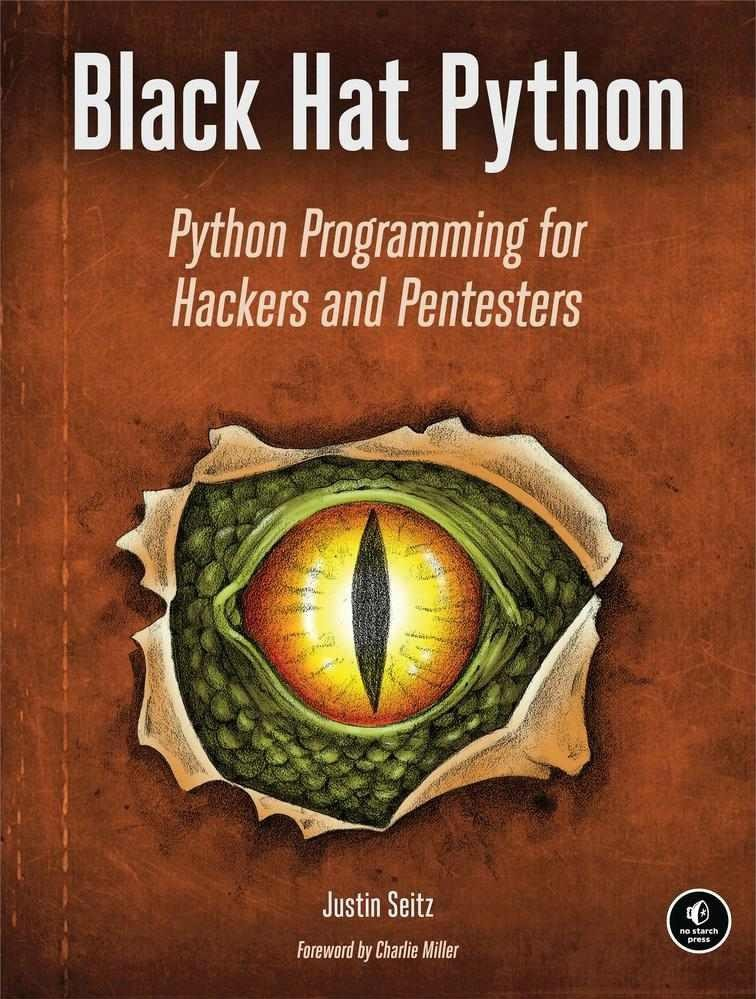 Black Hat Python
Python Programming for
Hackers and Pentesters
Justin Seitz
Foreword by Charlie Miller
no starch
press